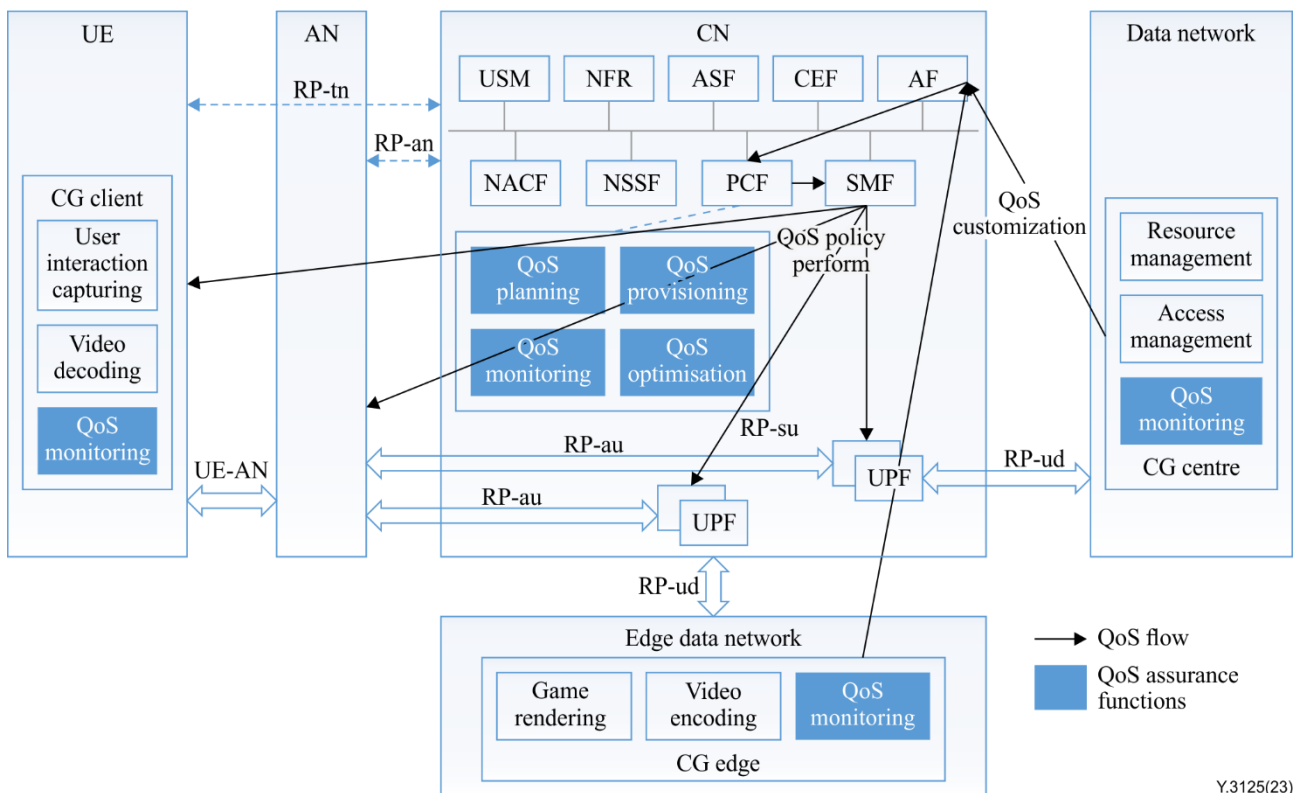 UE
AN
CN
Data network
USM
NFR
ASF
CEF
AF
RP-tn
RP-an
NACF
NSSF
PCF
SMF
CG client
User
interaction
capturing
Video
decoding
QoS
monitoring
QoS
planning
QoS
provisioning
QoS
monitoring
QoS
optimisation
QoS policy
perform
QoS
customization
Resource
management
Access
management
QoS
monitoring
CG centre
UE-AN
RP-au
RP-au
RP-su
RP-ud
UPF
UPF
RP-ud
Edge data network
Game
rendering
Video
encoding
QoS
monitoring
CG edge
QoS flow
QoS assurance
functions
Y.3125(23)